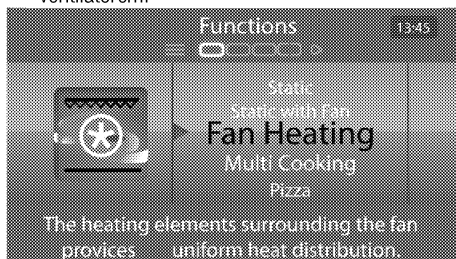 Functions
13:45
Static
Static with Fan
Fan Heating
Multi Cooking
Pizza
The heating elements surrounding the fan
provices uniform heat distribution.